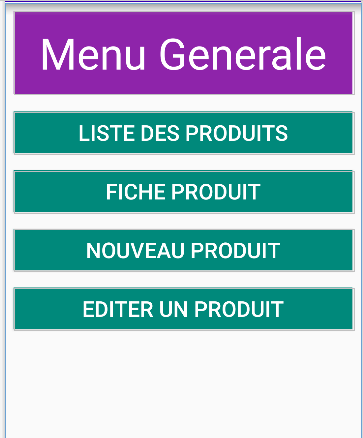 Menu Generale
LISTE DES PRODUITS
FICHE PRODUIT
NOUVEAU PRODUIT
EDITER UN PRODUIT